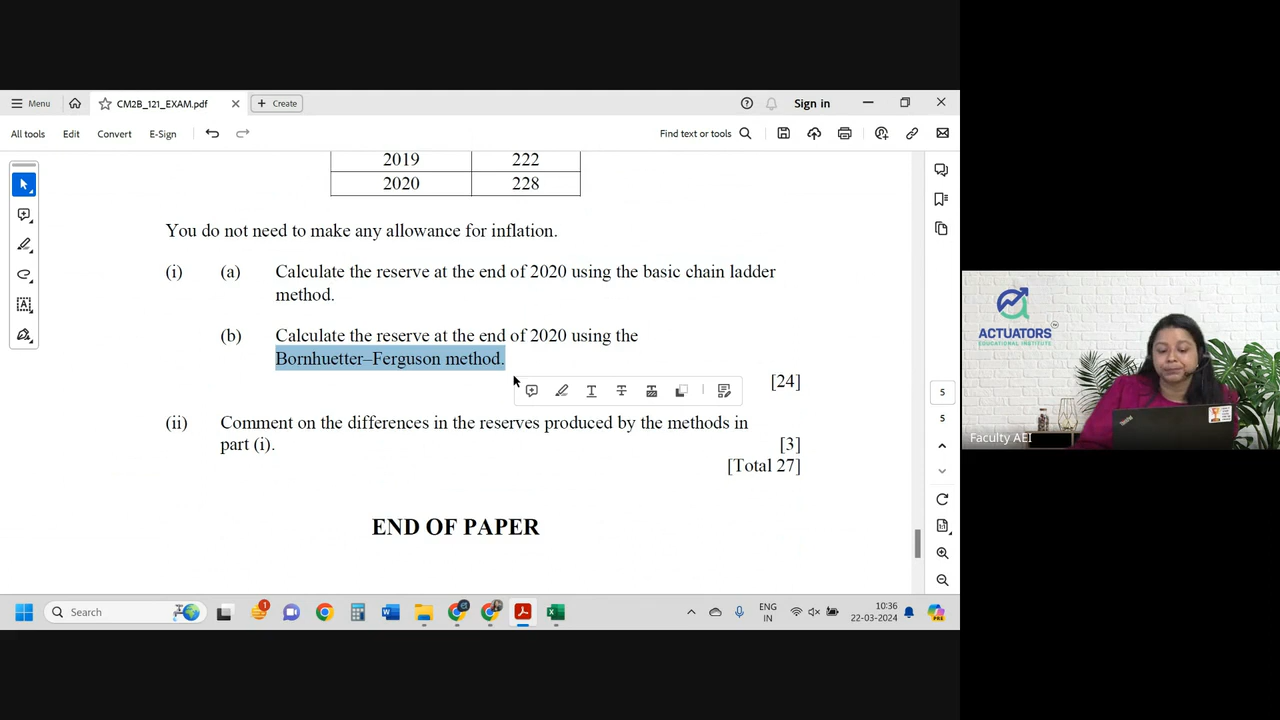 Menu
CM2B_121_EXAM.pdf
Create
Sign in
All tools
Edit
Convert
E-Sign
Find text or tools
2019 222
2020 228
You do not need to make any allowance for inflation.
(i) (a) Calculate the reserve at the end of 2020 using the basic chain ladder
method.
(b) Calculate the reserve at the end of 2020 using the
Bornhuetter–Ferguson method.
[24]
(ii) Comment on the differences in the reserves produced by the methods in
part (i). [3]
[Total 27]
END OF PAPER
5
5
ACTUATORS
EDUCATIONAL INSTITUTE
Faculty AEI
Search
1
ENG
IN
10:36
22-03-2024